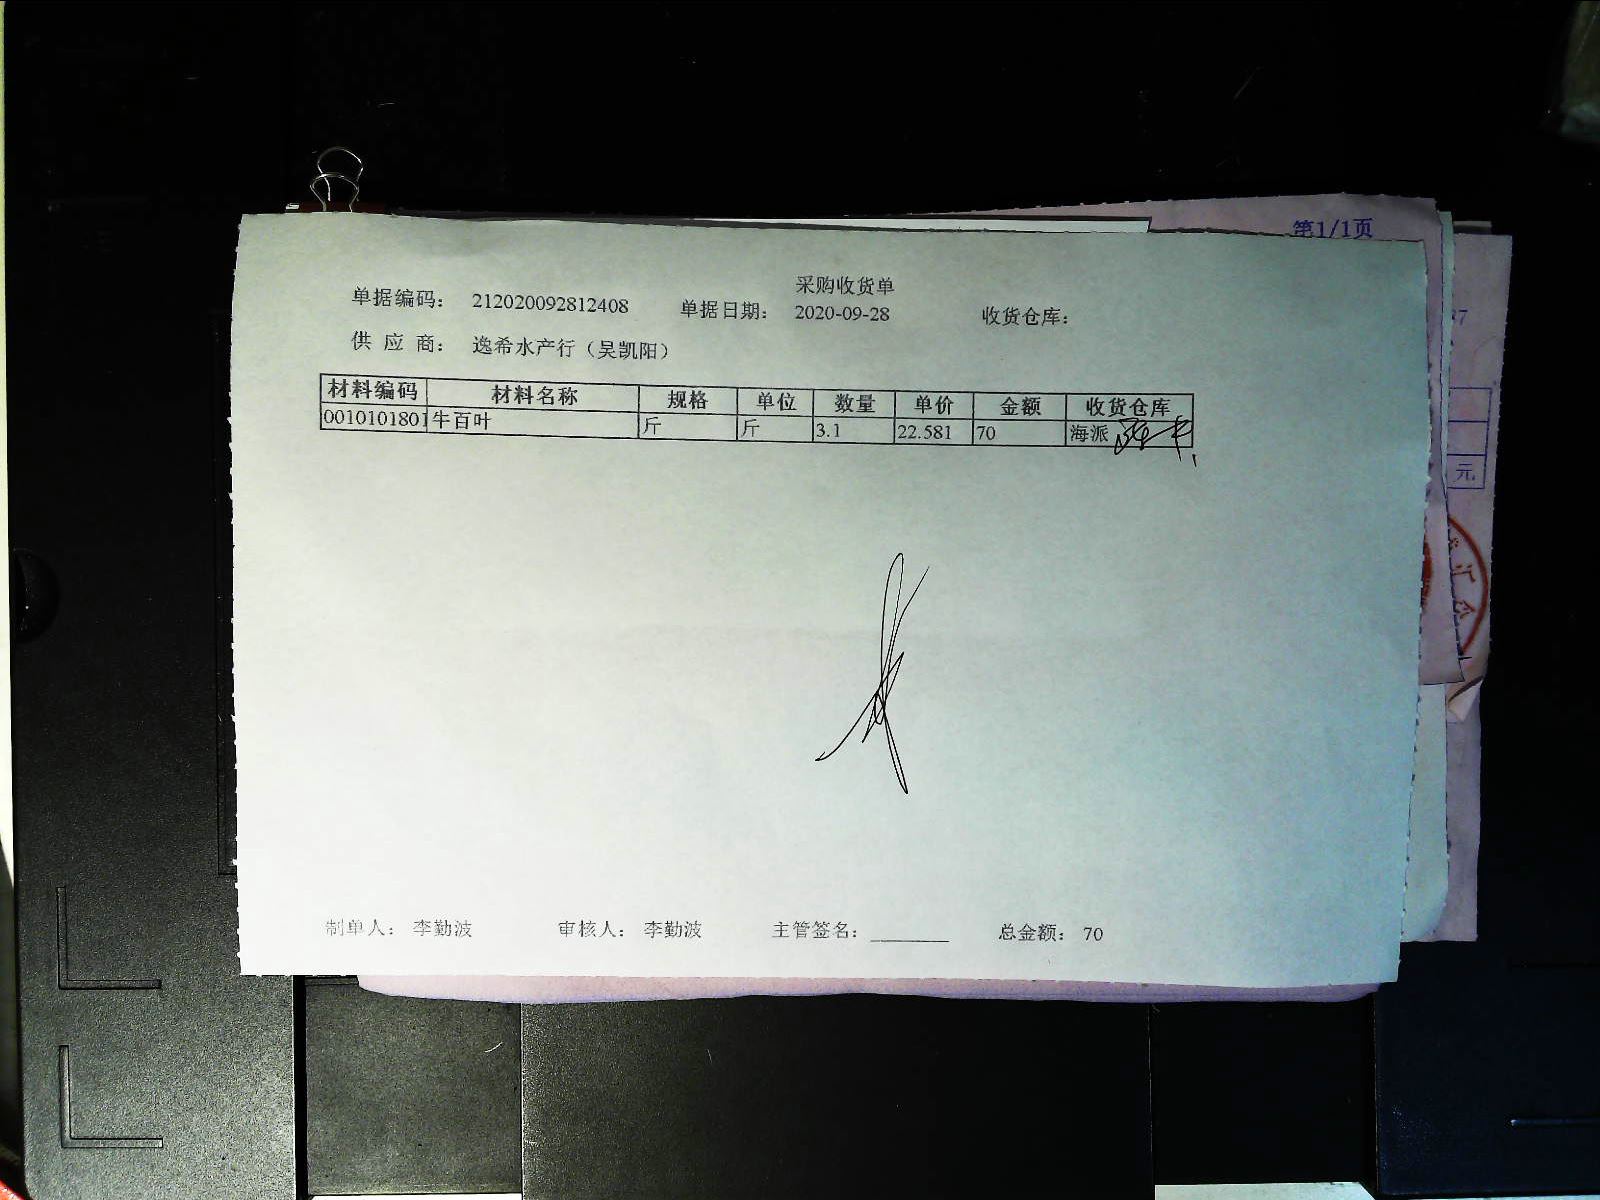 第1/1页
采购收货单
单据编码： 212020092812408 单据日期： 2020-09-28 收货仓库：
供 应 商： 逸希水产行（吴凯阳）
材料编码 材料名称 规格 单位 数量 单价 金额 收货仓库
0010101801 牛百叶 斤 斤 3.1 22.581 70 海派
元
制单人： 李勤波 审核人： 李勤波 主管签名： 总金额： 70